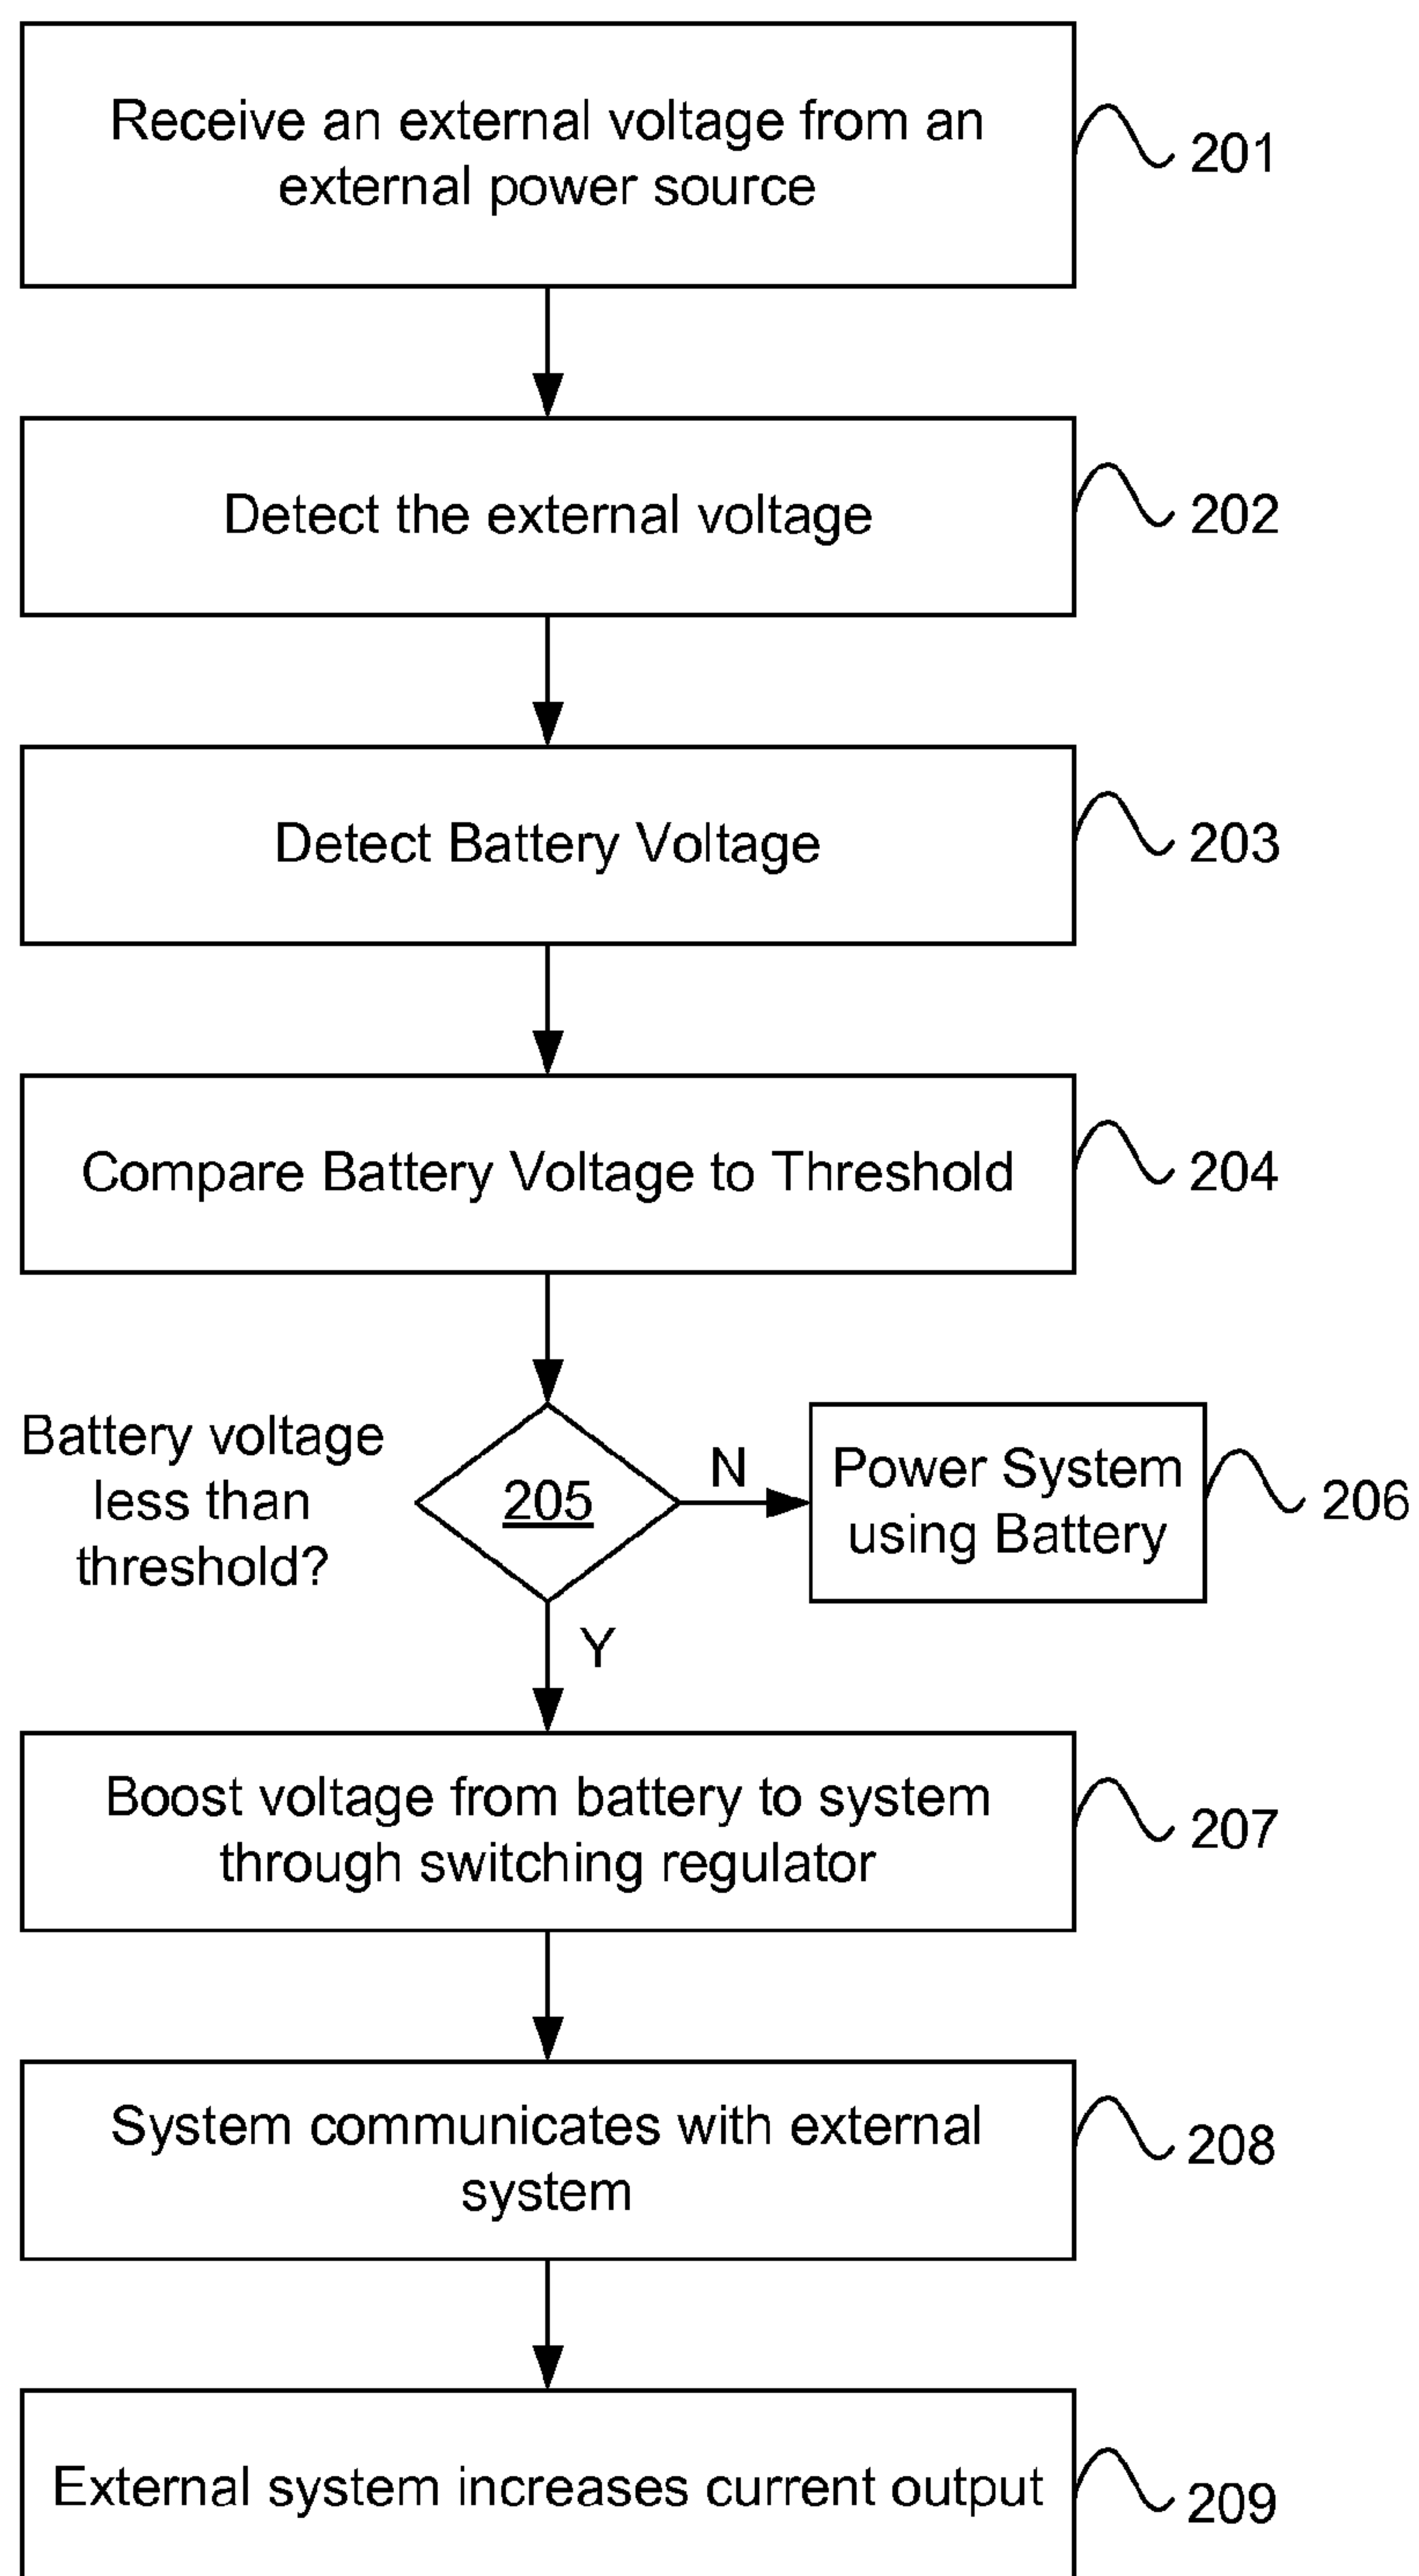 Receive an external voltage from an
external power source
201
Detect the external voltage
202
Detect Battery Voltage
203
Compare Battery Voltage to Threshold
204
Battery voltage
less than
threshold?
205
N
Power System
using Battery
206
Y
Boost voltage from battery to system
through switching regulator
207
System communicates with external
system
208
External system increases current output
209